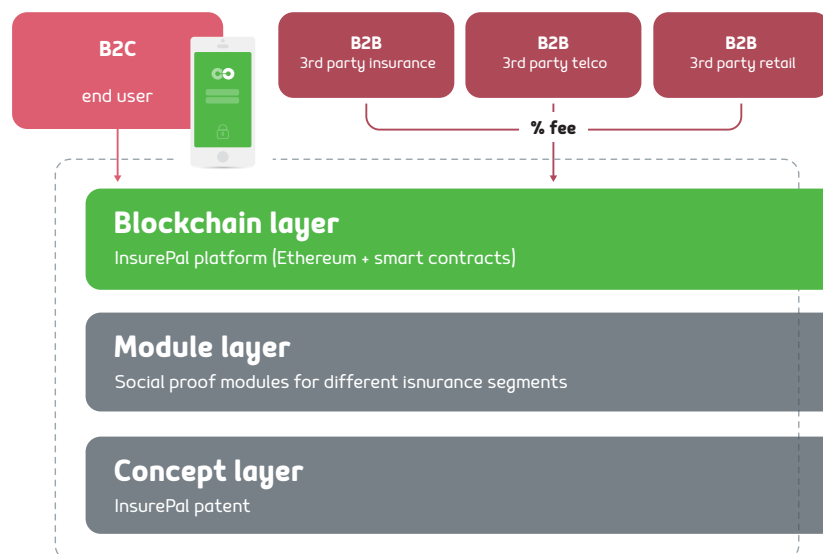 B2C
end user
B2B
3rd party insurance
B2B
3rd party telco
B2B
3rd party retail
% fee
Blockchain layer
InsurePal platform (Ethereum + smart contracts)
Module layer
Social proof modules for different isnurance segments
Concept layer
InsurePal patent